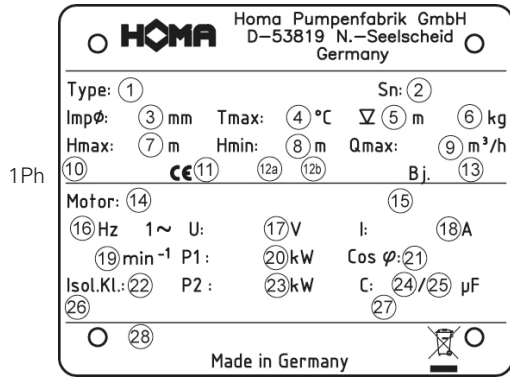 HOMA
Homa Pumpenfabrik GmbH
D-53819 N.-Seelscheid
Germany
Type: 1 Sn: 2
Impø: 3 mm Tmax: 4 °C ∇ 5 m 6 kg
Hmax: 7 m Hmin: 8 m Qmax: 9 m³/h
1Ph
10 CE 11 12a 12b Bj. 13
Motor: 14 15
16 Hz 1~ U: 17 V I: 18 A
19 min⁻¹ P1: 20 kW Cos φ: 21
Isol.Kl.: 22 P2: 23 kW C: 24/25 µF
26 27
28
Made in Germany